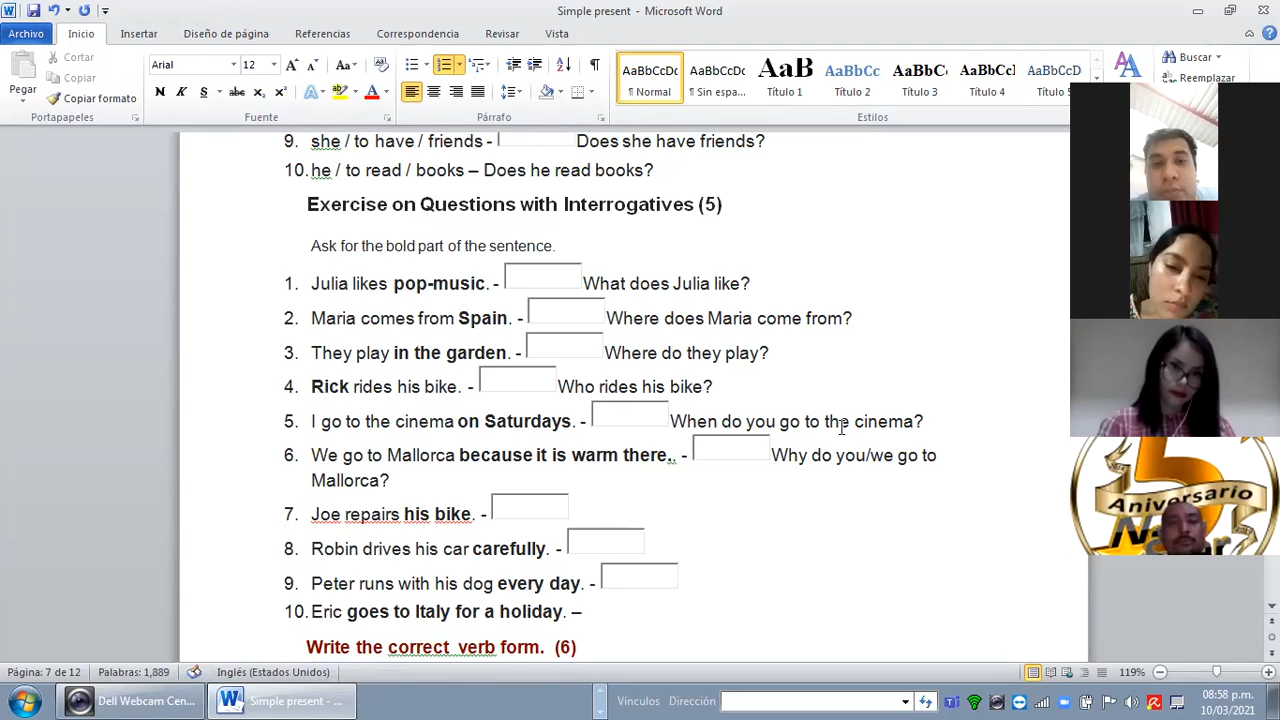 Simple present - Microsoft Word
Archivo Inicio Insertar Diseño de página Referencias Correspondencia Revisar Vista
Cortar
Copiar
Copiar formato
Pegar
Arial 12
Portapapeles Fuente Párrafo Estilos
AaBbCcDc AaBbCcDc AaB AaBbCc AaBbCc AaBbCc AaBbCcD
¶ Normal ¶ Sin espa... Título 1 Título 2 Título 3 Título 4 Título 5
Buscar
Reemplazar
9. she / to have / friends - Does she have friends?
10. he / to read / books – Does he read books?
Exercise on Questions with Interrogatives (5)
Ask for the bold part of the sentence.
1. Julia likes pop-music. - What does Julia like?
2. Maria comes from Spain. - Where does Maria come from?
3. They play in the garden. - Where do they play?
4. Rick rides his bike. - Who rides his bike?
5. I go to the cinema on Saturdays. - When do you go to the cinema?
6. We go to Mallorca because it is warm there.. - Why do you/we go to
Mallorca?
7. Joe repairs his bike. -
8. Robin drives his car carefully. -
9. Peter runs with his dog every day. -
10. Eric goes to Italy for a holiday. –
Write the correct verb form. (6)
Aniversario
Página: 7 de 12 Palabras: 1,889 Inglés (Estados Unidos) 119%
Dell Webcam Cen... Simple present - ... Vínculos Dirección
08:58 p.m.
10/03/2021